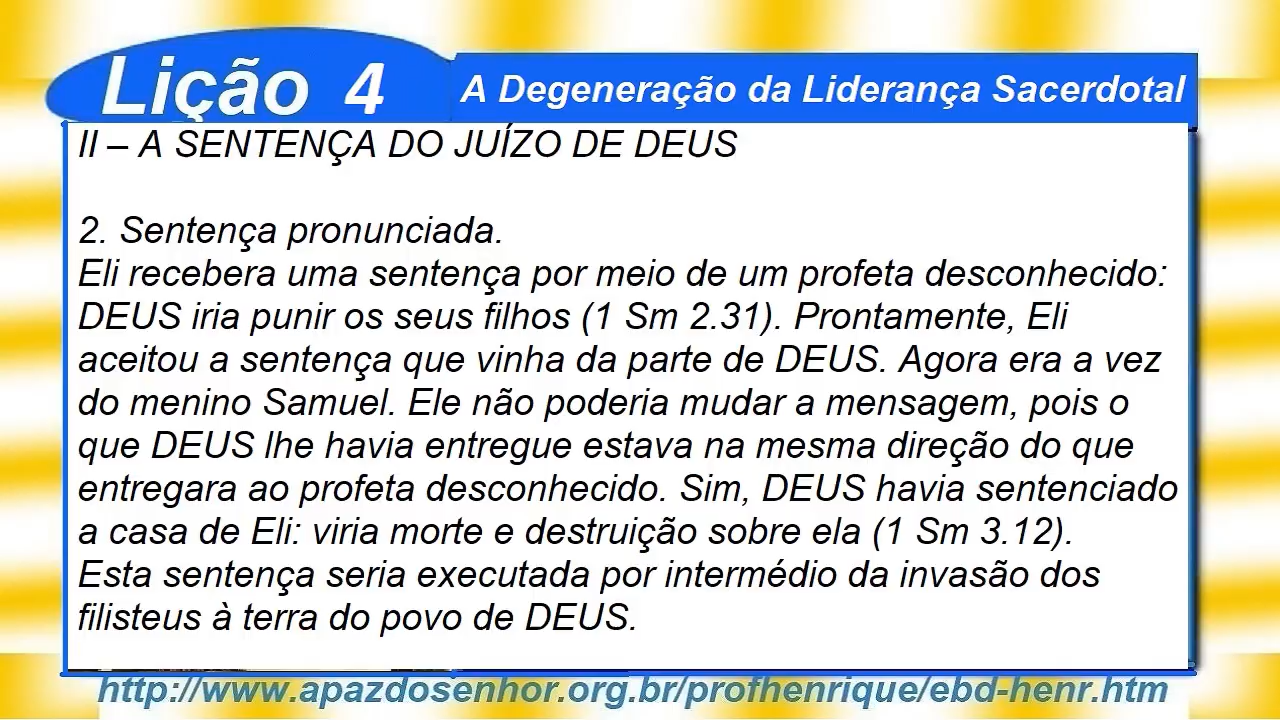 Lição 4
A Degeneração da Liderança Sacerdotal
II – A SENTENÇA DO JUÍZO DE DEUS
2. Sentença pronunciada.
Eli recebera uma sentença por meio de um profeta desconhecido:
DEUS iria punir os seus filhos (1 Sm 2.31). Prontamente, Eli
aceitou a sentença que vinha da parte de DEUS. Agora era a vez
do menino Samuel. Ele não poderia mudar a mensagem, pois o
que DEUS lhe havia entregue estava na mesma direção do que
entregara ao profeta desconhecido. Sim, DEUS havia sentenciado
a casa de Eli: viria morte e destruição sobre ela (1 Sm 3.12).
Esta sentença seria executada por intermédio da invasão dos
filisteus à terra do povo de DEUS.
http://www.apazdosenhor.org.br/profhenrique/ebd-henr.htm